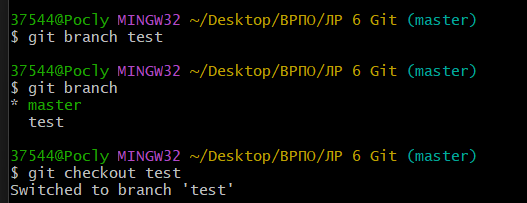 37544@Pocly MINGW32 ~/Desktop/ВРПО/ЛР 6 Git (master)
$ git branch test
37544@Pocly MINGW32 ~/Desktop/ВРПО/ЛР 6 Git (master)
$ git branch
* master
  test
37544@Pocly MINGW32 ~/Desktop/ВРПО/ЛР 6 Git (master)
$ git checkout test
Switched to branch 'test'